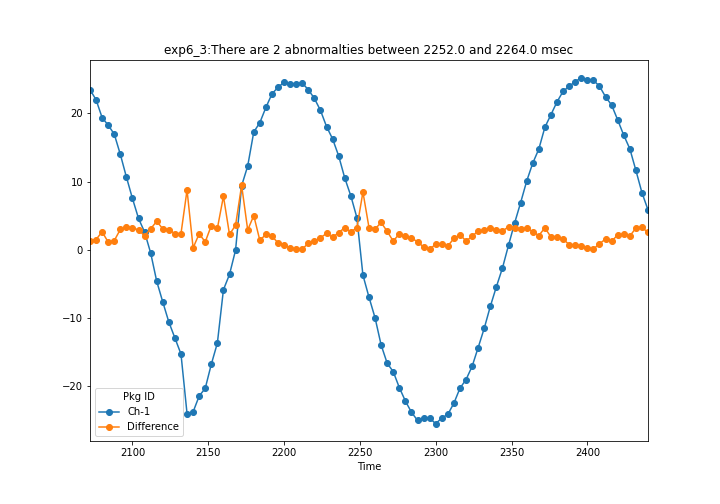 exp6_3:There are 2 abnormalties between 2252.0 and 2264.0 msec
20
10
0
−10
−20
Pkg ID
Ch-1
Difference
2100 2150 2200 2250 2300 2350 2400
Time